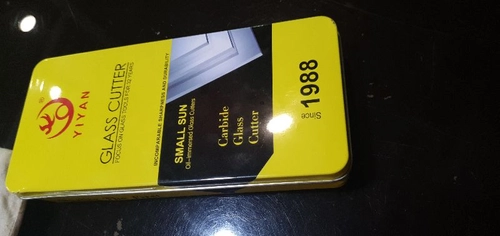 YIYAN
GLASS CUTTER
FOCUS ON GLASS TOOLS FOR 32 YEARS
INCOMPARABLE SHARPNESS AND DURABILITY
SMALL SUN
Oil-immersed Glass Cutters
Carbide
Glass
Cutter
Since 1988